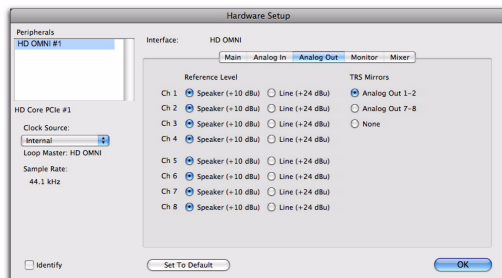 Hardware Setup
Peripherals
HD OMNI #1
HD Core PCIe #1
Clock Source:
Internal
Loop Master: HD OMNI
Sample Rate:
44.1 kHz
Identify
Interface: HD OMNI
Main Analog In Analog Out Monitor Mixer
Reference Level TRS Mirrors
Ch 1 Speaker (+10 dBu) Line (+24 dBu) Analog Out 1–2
Ch 2 Speaker (+10 dBu) Line (+24 dBu) Analog Out 7–8
Ch 3 Speaker (+10 dBu) Line (+24 dBu) None
Ch 4 Speaker (+10 dBu) Line (+24 dBu)
Ch 5 Speaker (+10 dBu) Line (+24 dBu)
Ch 6 Speaker (+10 dBu) Line (+24 dBu)
Ch 7 Speaker (+10 dBu) Line (+24 dBu)
Ch 8 Speaker (+10 dBu) Line (+24 dBu)
Set To Default OK